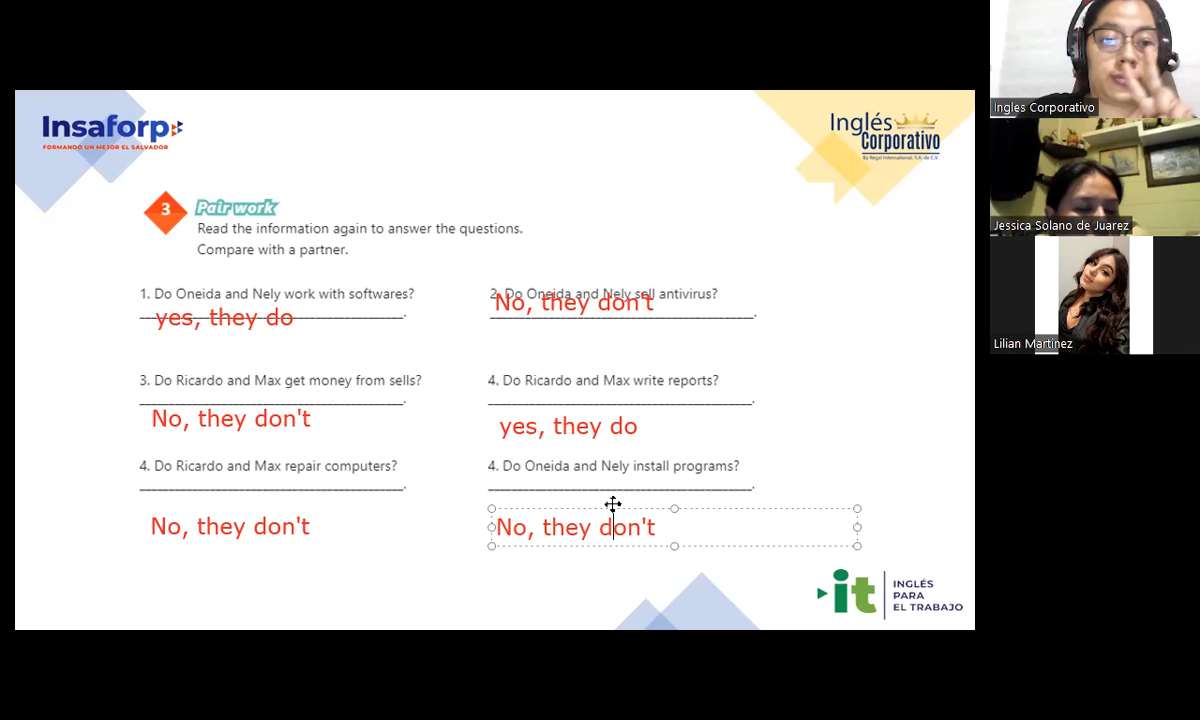 Insaforp
FORMANDO UN MEJOR EL SALVADOR
Inglés
Corporativo
By Regal International, S.A. de C.V.
3
Pair work
Read the information again to answer the questions.
Compare with a partner.
1. Do Oneida and Nely work with softwares?
yes, they do
2. Do Oneida and Nely sell antivirus?
No, they don't
3. Do Ricardo and Max get money from sells?
No, they don't
4. Do Ricardo and Max write reports?
yes, they do
4. Do Ricardo and Max repair computers?
No, they don't
4. Do Oneida and Nely install programs?
No, they don't
it
INGLÉS
PARA
EL TRABAJO
Ingles Corporativo
Jessica Solano de Juarez
Lilian Martinez